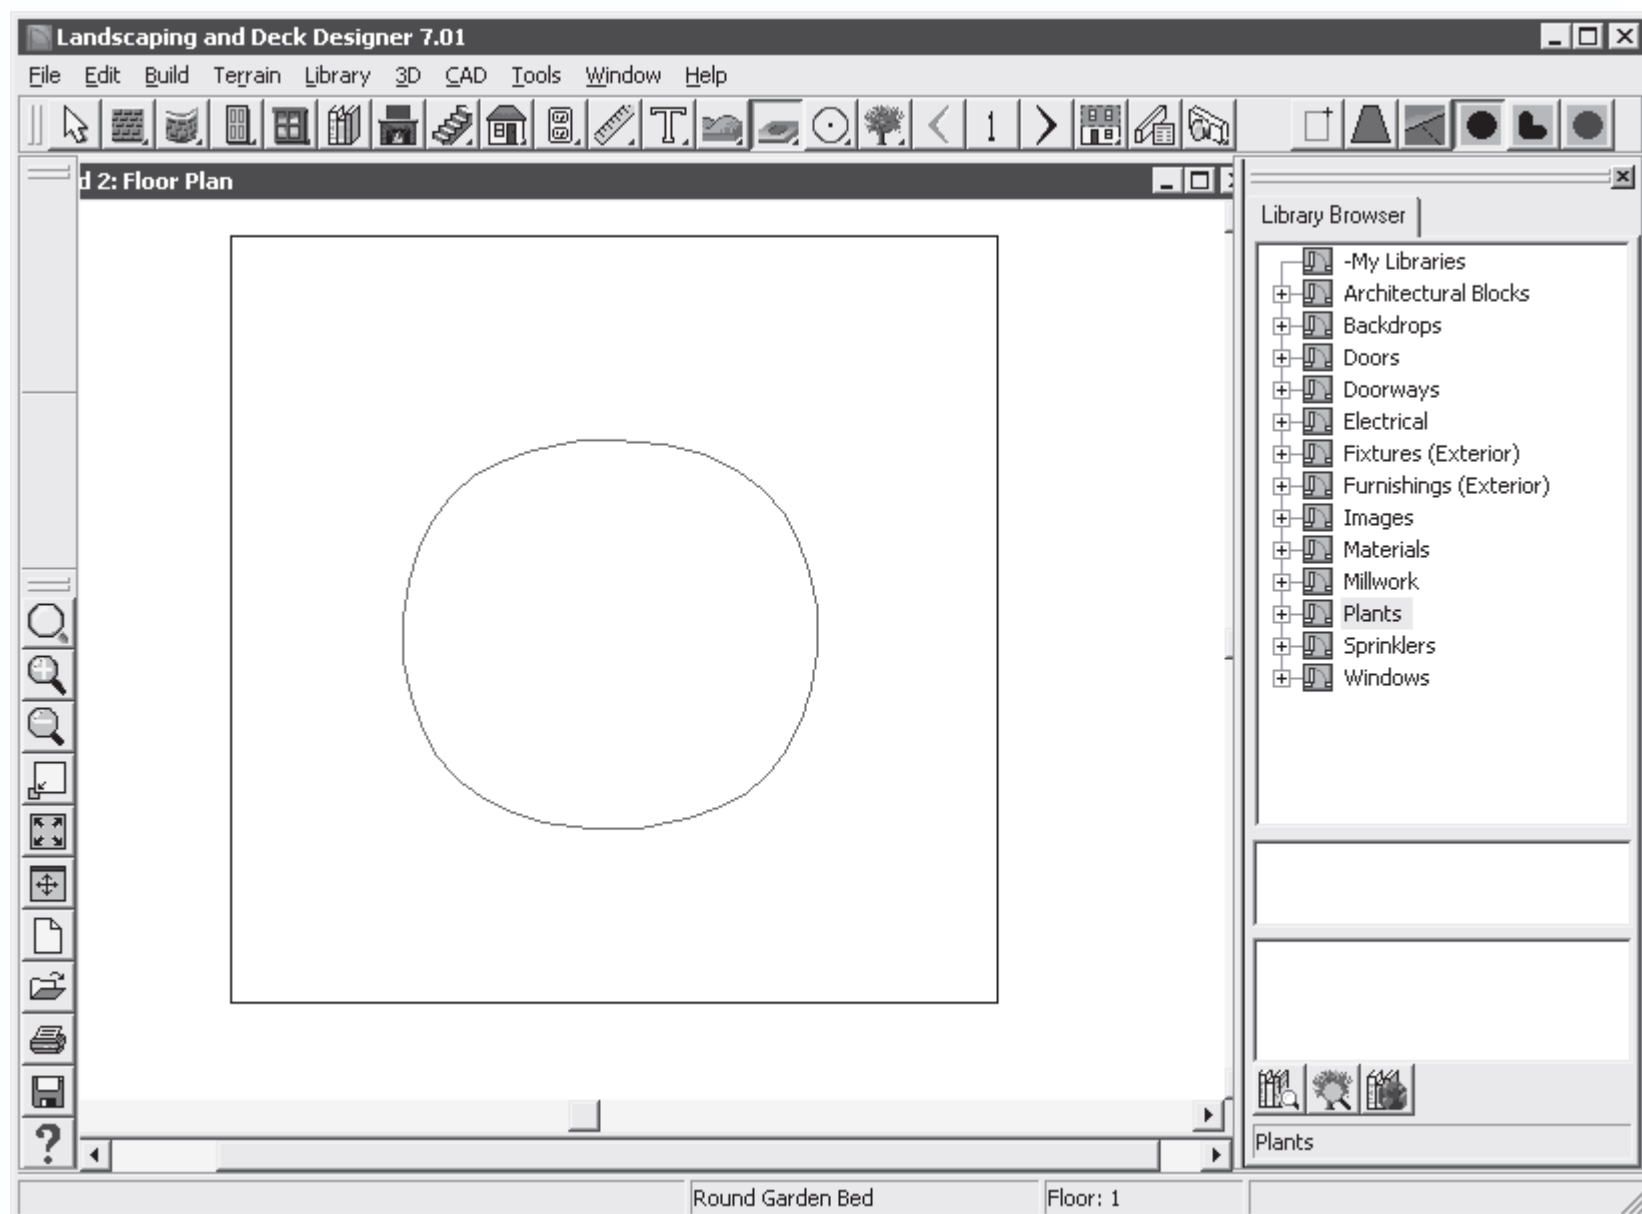 Landscaping and Deck Designer 7.01
File Edit Build Terrain Library 3D CAD Tools Window Help
1
d 2: Floor Plan
Library Browser
-My Libraries
Architectural Blocks
Backdrops
Doors
Doorways
Electrical
Fixtures (Exterior)
Furnishings (Exterior)
Images
Materials
Millwork
Plants
Sprinklers
Windows
Plants
Round Garden Bed
Floor: 1